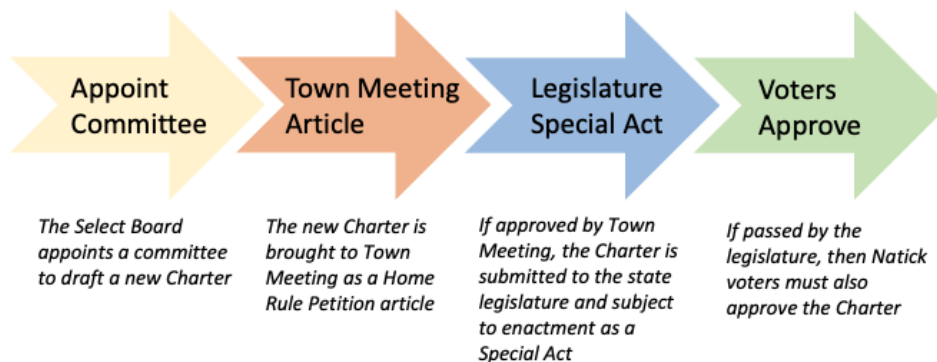 Appoint
Committee
Town Meeting
Article
Legislature
Special Act
Voters
Approve
The Select Board
appoints a committee
to draft a new Charter
The new Charter is
brought to Town
Meeting as a Home
Rule Petition article
If approved by Town
Meeting, the Charter is
submitted to the state
legislature and subject
to enactment as a
Special Act
If passed by the
legislature, then Natick
voters must also
approve the Charter